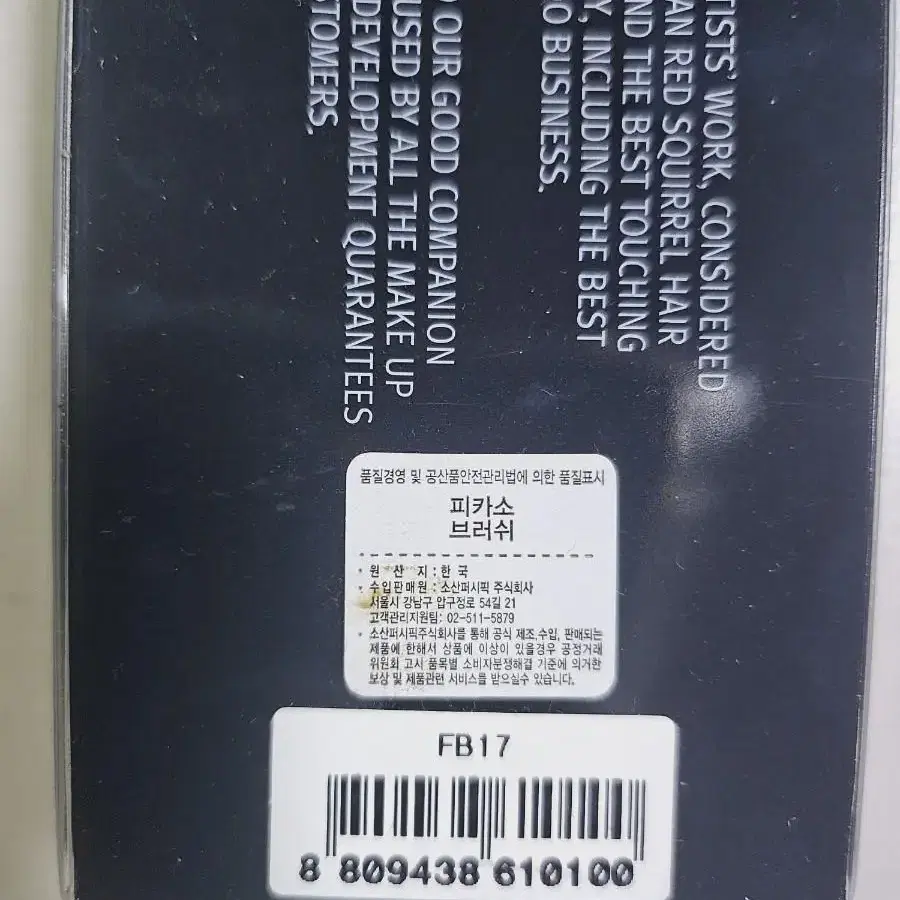 TISTS' WORK, CONSIDERED
AN RED SQUIRREL HAIR
ND THE BEST TOUCHING
Y, INCLUDING THE BEST
O BUSINESS.
OUR GOOD COMPANION
USED BY ALL THE MAKE UP
DEVELOPMENT QUARANTEES
TOMERS.
품질경영 및 공산품안전관리법에 의한 품질표시
피카소
브러쉬
• 원 산 지 : 한 국
• 수입판매원 : 소산퍼시픽 주식회사
서울시 강남구 압구정로 54길 21
고객관리지원팀: 02-511-5879
• 소산퍼시픽주식회사를 통해 공식 제조,수입, 판매되는
제품에 한해서 상품에 이상이 있을경우 공정거래
위원회 고시 품목별 소비자분쟁해결 기준에 의거한
보상 및 제품관련 서비스를 받으실수 있습니다.
FB17
8 809438 610100